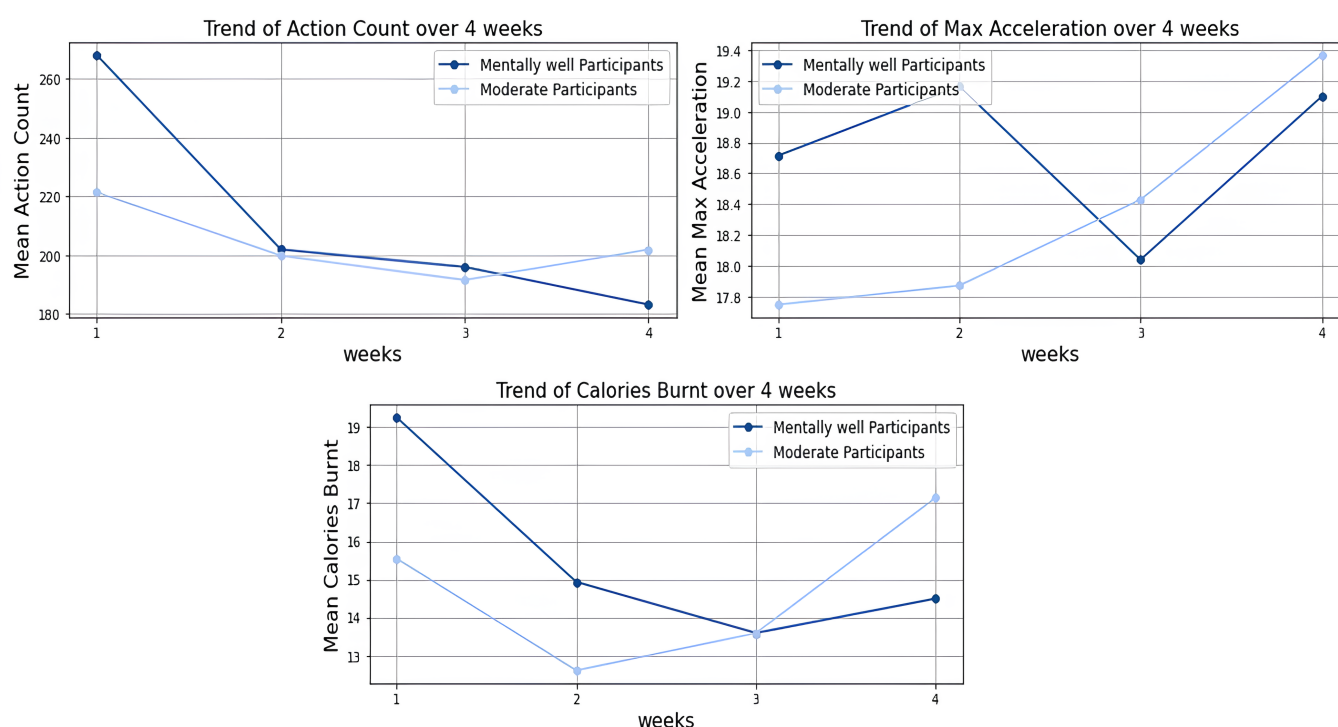 Trend of Action Count over 4 weeks
Mean Action Count
260
240
220
200
180
Mentally well Participants
Moderate Participants
1 2 3 4
weeks
Trend of Max Acceleration over 4 weeks
Mean Max Acceleration
19.4
19.2
19.0
18.8
18.6
18.4
18.2
18.0
17.8
Mentally well Participants
Moderate Participants
1 2 3 4
weeks
Trend of Calories Burnt over 4 weeks
Mean Calories Burnt
19
18
17
16
15
14
13
Mentally well Participants
Moderate Participants
1 2 3 4
weeks